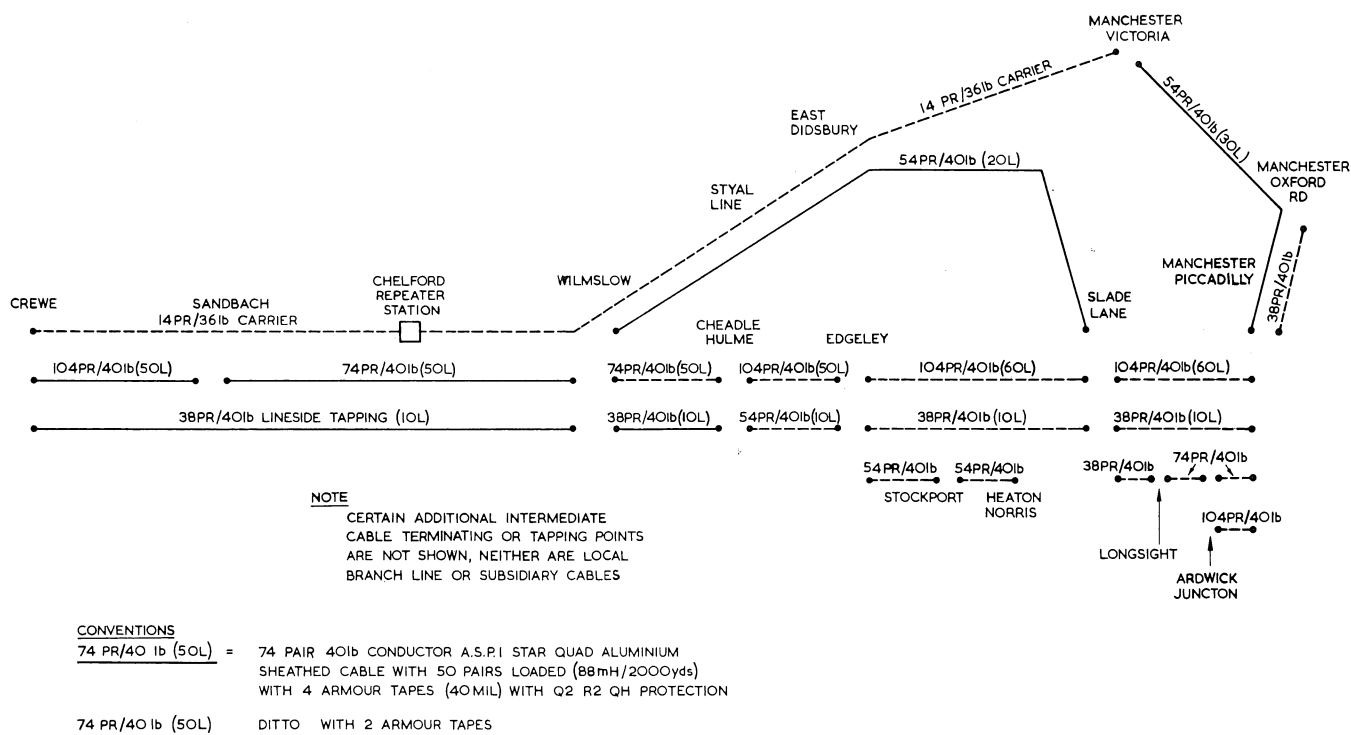 MANCHESTER
VICTORIA
14 PR/36lb CARRIER
54PR/40lb (30L)
EAST
DIDSBURY
54PR/40lb (20L)
MANCHESTER
OXFORD
RD
STYAL
LINE
MANCHESTER
PICCADILLY
38PR/40lb
CREWE
SANDBACH
14PR/36lb CARRIER
CHELFORD
REPEATER
STATION
WILMSLOW
CHEADLE
HULME
EDGELEY
SLADE
LANE
104PR/40lb(50L)
74PR/40lb(50L)
74PR/40lb(50L)
104PR/40lb(50L)
104PR/40lb(60L)
104PR/40lb(60L)
38PR/40lb LINESIDE TAPPING (10L)
38PR/40lb(10L)
54PR/40lb(10L)
38PR/40lb(10L)
38PR/40lb(10L)
54PR/40lb
54PR/40lb
38PR/40lb
74PR/40lb
STOCKPORT
HEATON
NORRIS
104PR/40lb
LONGSIGHT
ARDWICK
JUNCTON
NOTE
CERTAIN ADDITIONAL INTERMEDIATE
CABLE TERMINATING OR TAPPING POINTS
ARE NOT SHOWN, NEITHER ARE LOCAL
BRANCH LINE OR SUBSIDIARY CABLES
CONVENTIONS
74 PR/40 lb (50L) = 74 PAIR 40lb CONDUCTOR A.S.P.I STAR QUAD ALUMINIUM
SHEATHED CABLE WITH 50 PAIRS LOADED (88mH/2000yds)
WITH 4 ARMOUR TAPES (40MIL) WITH Q2 R2 QH PROTECTION
74 PR/40 lb (50L) DITTO WITH 2 ARMOUR TAPES